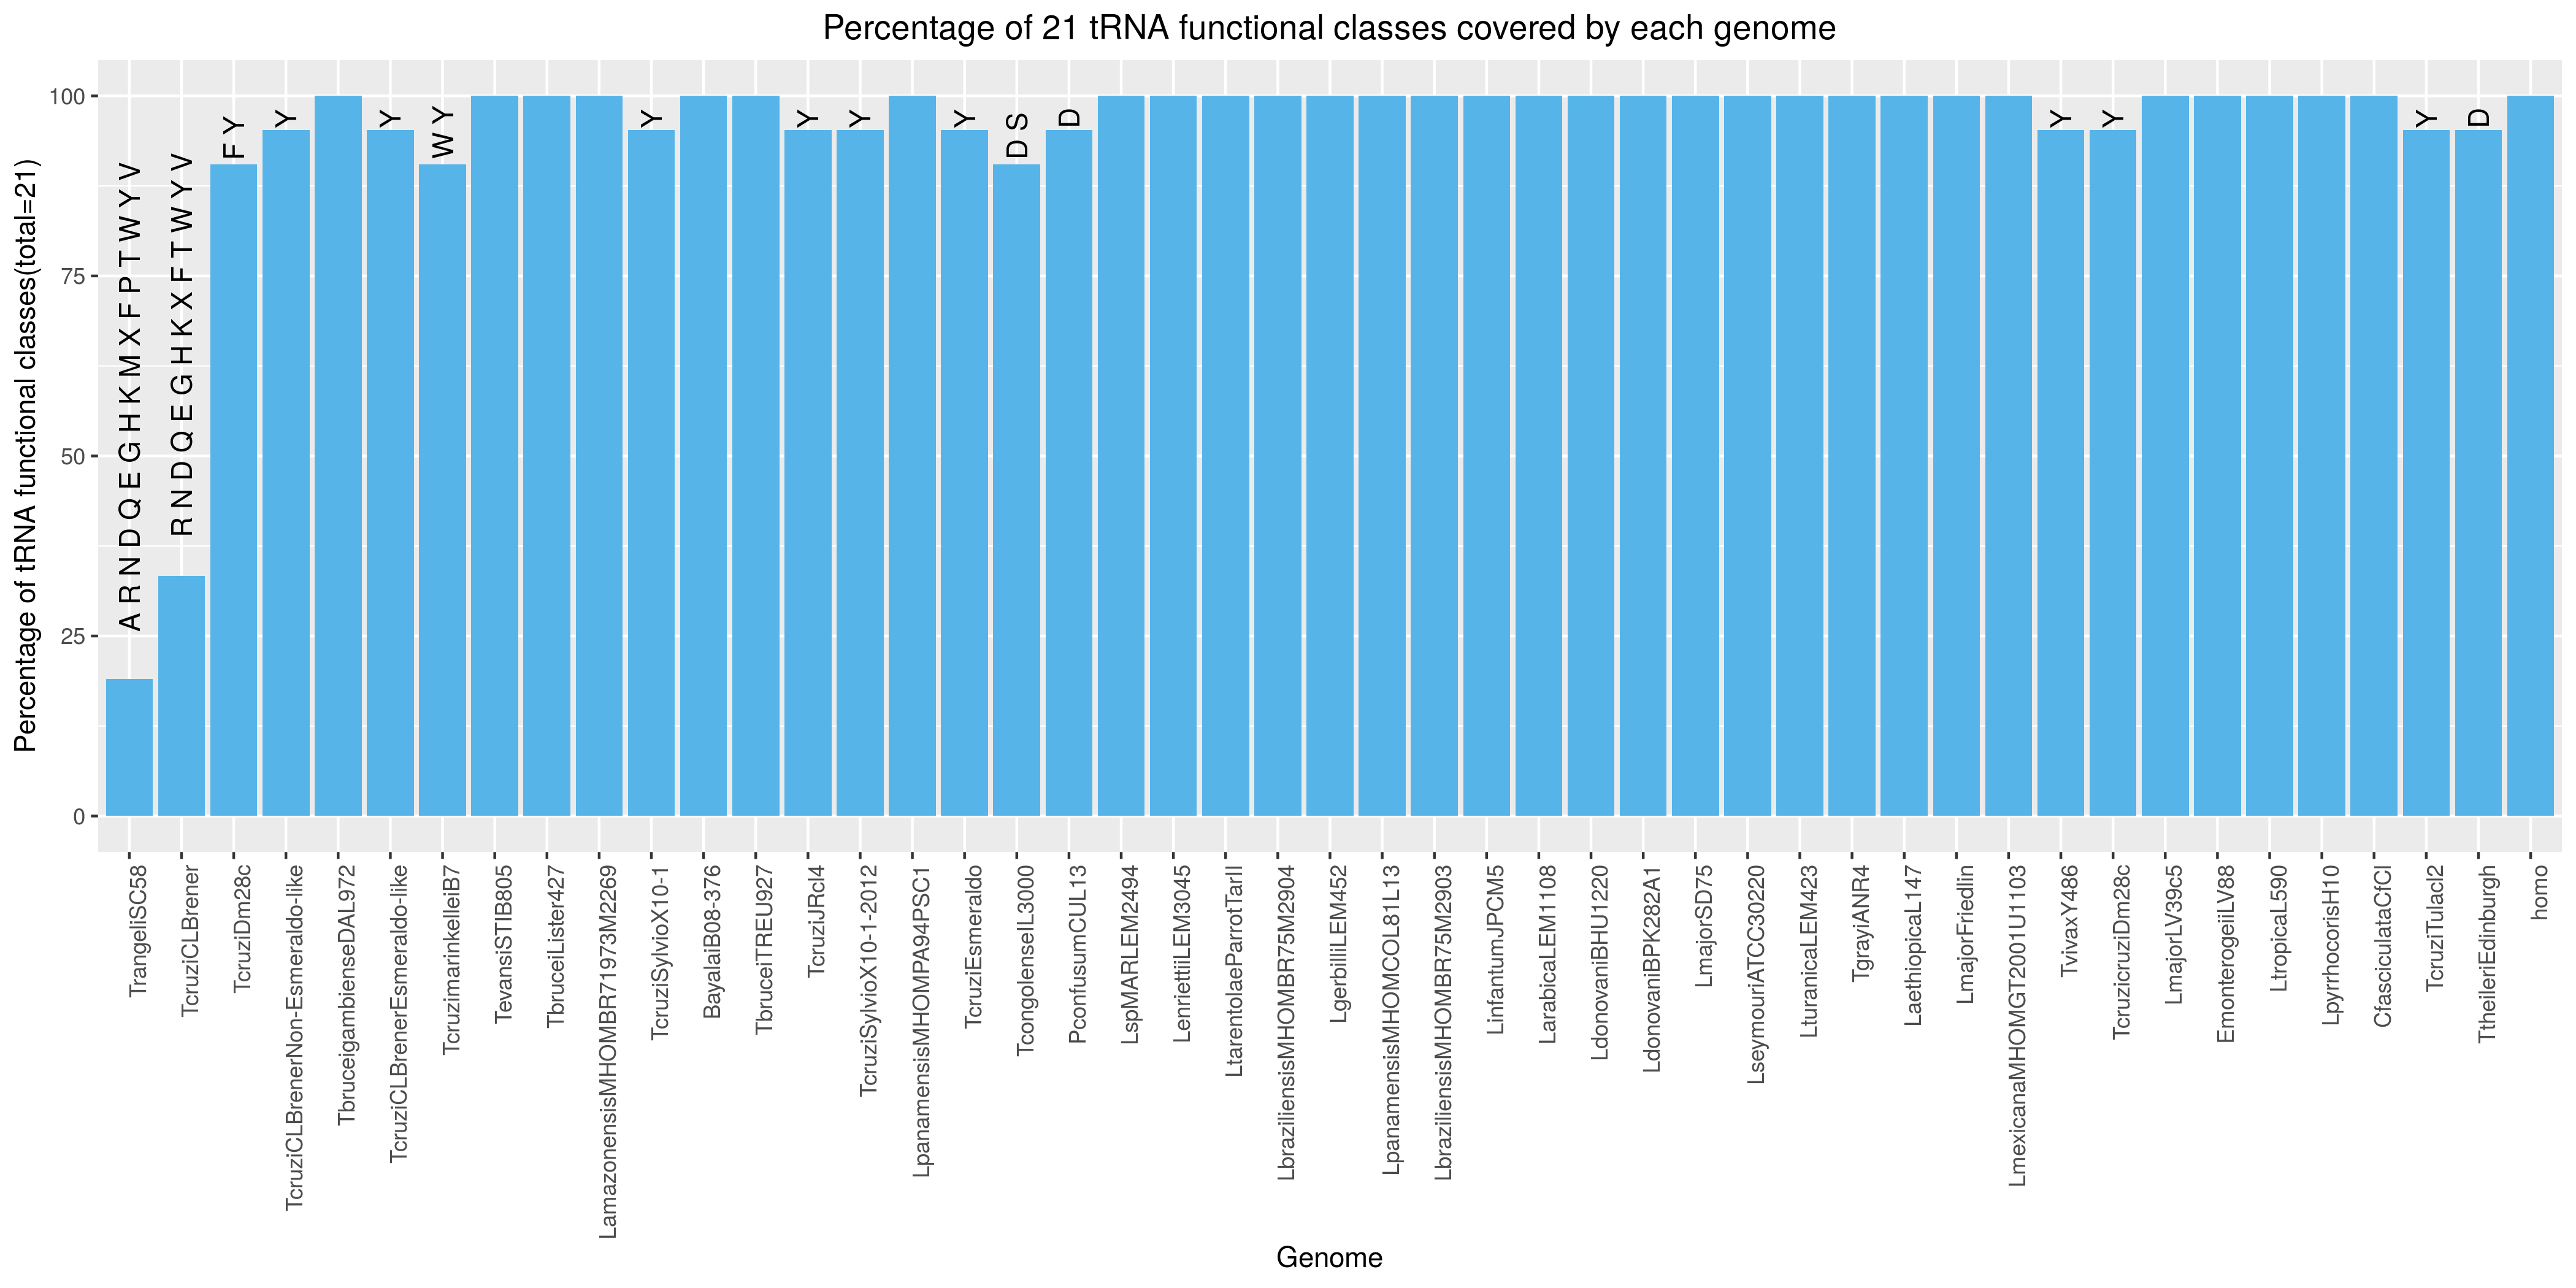 Percentage of 21 tRNA functional classes covered by each genome
Percentage of tRNA functional classes(total=21)
100
75
50
25
0
A R N D Q E G H K M X F P T W Y V
R N D Q E G H K X F T W Y V
F Y
Y
Y
W Y
Y
Y
Y
Y
D S
D
Y
Y
Y
D
TrangeliSC58
TcruziCLBrener
TcruziDm28c
TcruziCLBrenerNon-Esmeraldo-like
TbruceigambienseDAL972
TcruziCLBrenerEsmeraldo-like
TcruzimarinkelleiB7
TevansiSTIB805
TbruceiLister427
LamazonensisMHOMBR71973M2269
TcruziSylvioX10-1
BayalaiB08-376
TbruceiTREU927
TcruziJRcl4
TcruziSylvioX10-1-2012
LpanamensisMHOMPA94PSC1
TcruziEsmeraldo
TcongolenseIL3000
PconfusumCUL13
LspMARLEM2494
LenriettiiLEM3045
LtarentolaeParrotTarII
LbraziliensisMHOMBR75M2904
LgerbilliLEM452
LpanamensisMHOMCOL81L13
LbraziliensisMHOMBR75M2903
LinfantumJPCM5
LarabicaLEM1108
LdonovaniBHU1220
LdonovaniBPK282A1
LmajorSD75
LseymouriATCC30220
LturanicaLEM423
TgrayiANR4
LaethiopicaL147
LmajorFriedlin
LmexicanaMHOMGT2001U1103
TvivaxY486
TcruzicruziDm28c
LmajorLV39c5
EmonterogeiiLV88
LtropicaL590
LpyrrhocorisH10
CfasciculataCfCl
TcruziTulacl2
TtheileriEdinburgh
homo
Genome